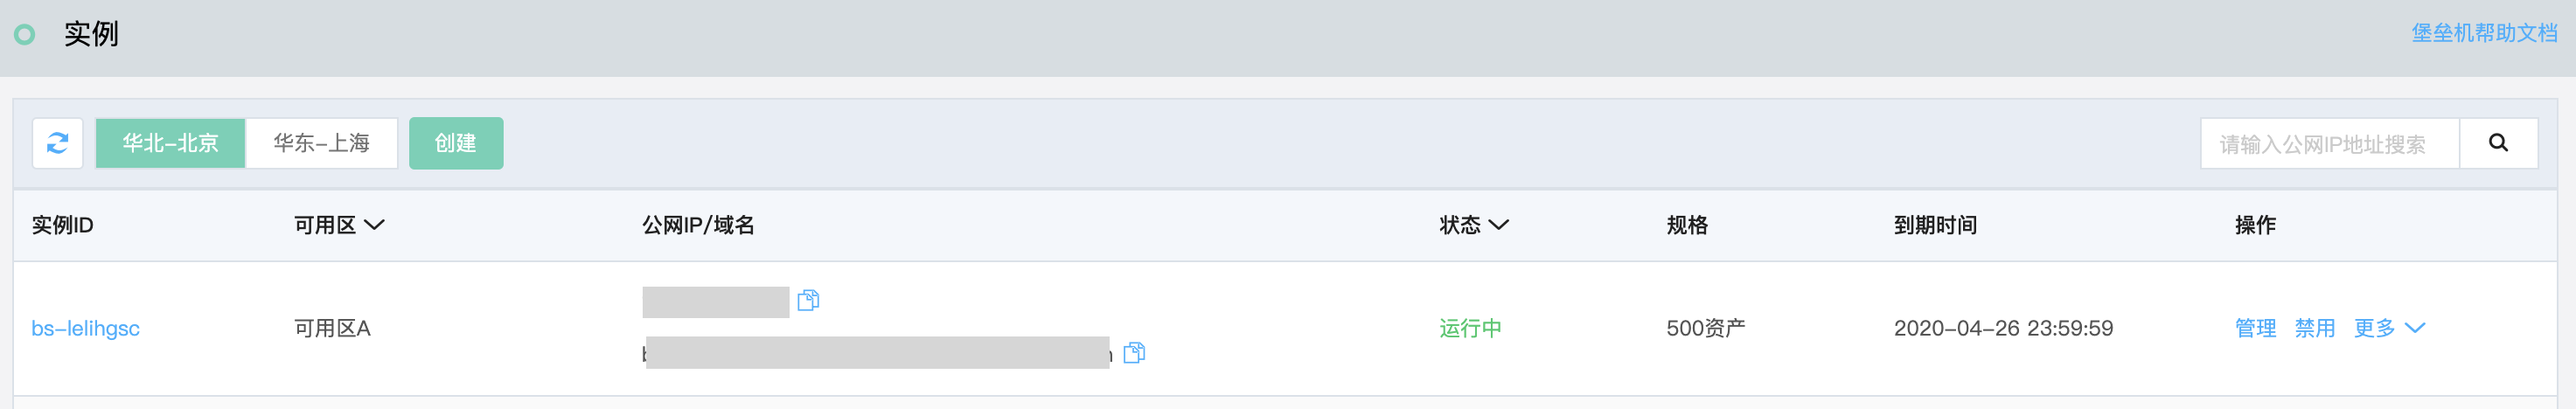 实例
堡垒机帮助文档
华北-北京 华东-上海 创建 请输入公网IP地址搜索
实例ID 可用区 公网IP/域名 状态 规格 到期时间 操作
bs-lelihgsc 可用区A 运行中 500资产 2020-04-26 23:59:59 管理 禁用 更多